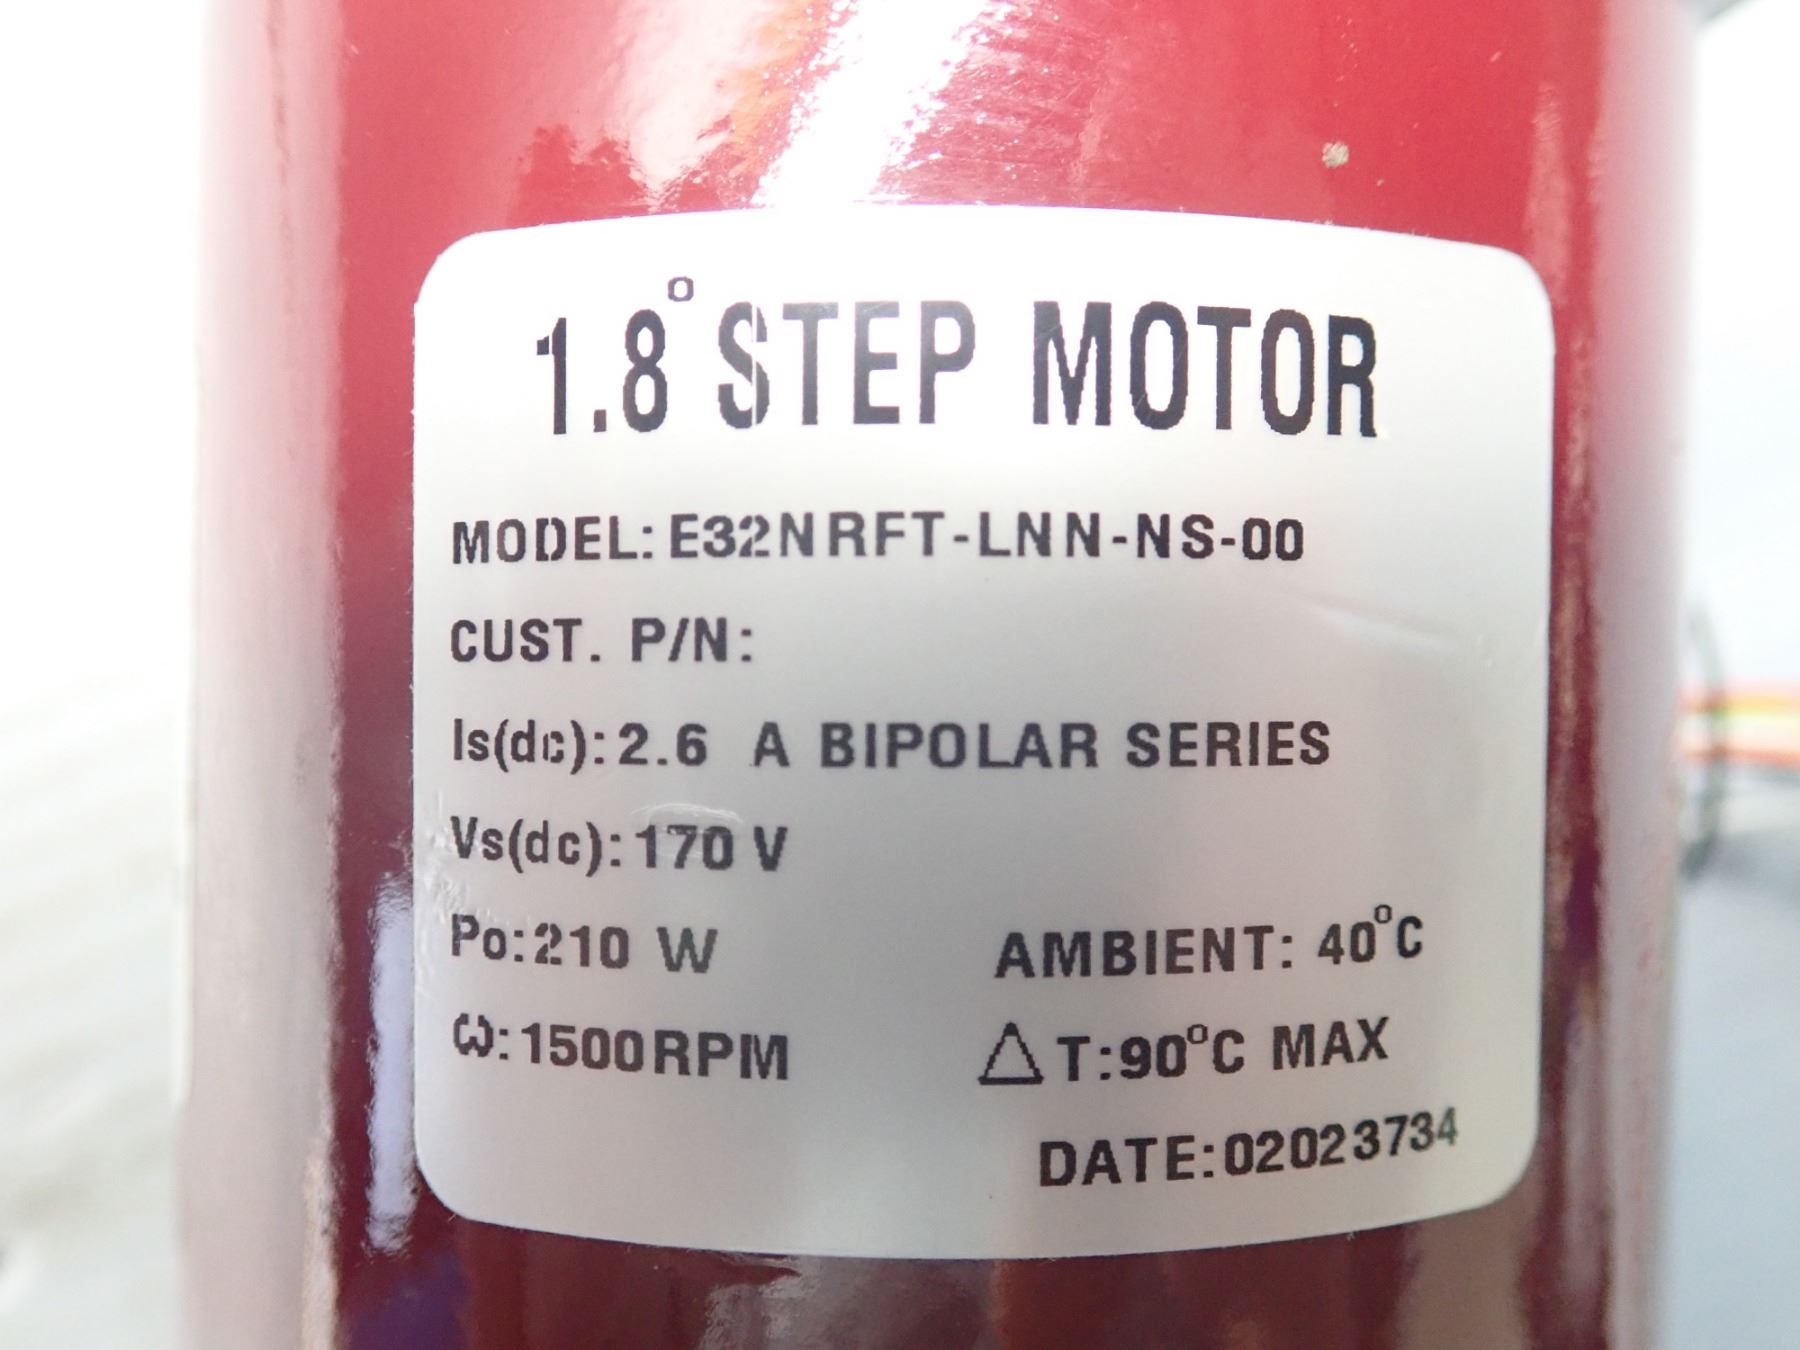 1.8° STEP MOTOR
MODEL: E32NRFT-LNN-NS-00
CUST. P/N:
Is(dc): 2.6 A BIPOLAR SERIES
Vs(dc): 170 V
Po: 210 W AMBIENT: 40°C
ω: 1500RPM △T: 90°C MAX
DATE: 02023734